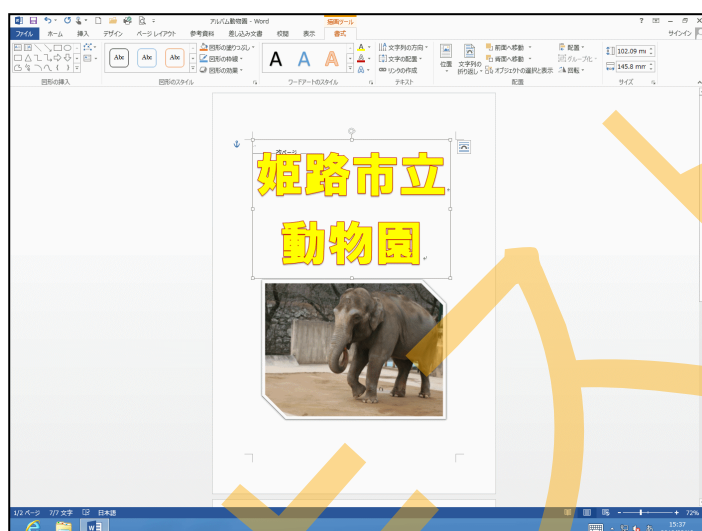 アルバム動物園 - Word
描画ツール
サインイン
ファイル ホーム 挿入 デザイン ページ レイアウト 参考資料 差し込み文書 校閲 表示 書式
図形の塗りつぶし
図形の枠線
図形の効果
Abc Abc Abc
A A A
文字列の方向
文字の配置
リンクの作成
位置 文字列の折り返し
前面へ移動
背面へ移動
オブジェクトの選択と表示
配置
グループ化
回転
102.09 mm
145.8 mm
図形の挿入 図形のスタイル ワードアートのスタイル テキスト 配置 サイズ
姫路市立
動物園
1/2 ページ 7/7 文字 日本語
72%
15:37